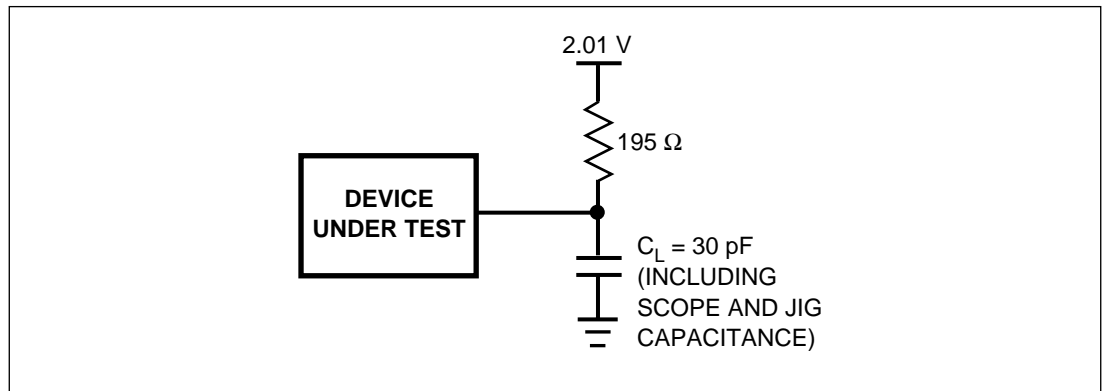 2.01 V
195 Ω
DEVICE
UNDER TEST
C_L = 30 pF
(INCLUDING
SCOPE AND JIG
CAPACITANCE)